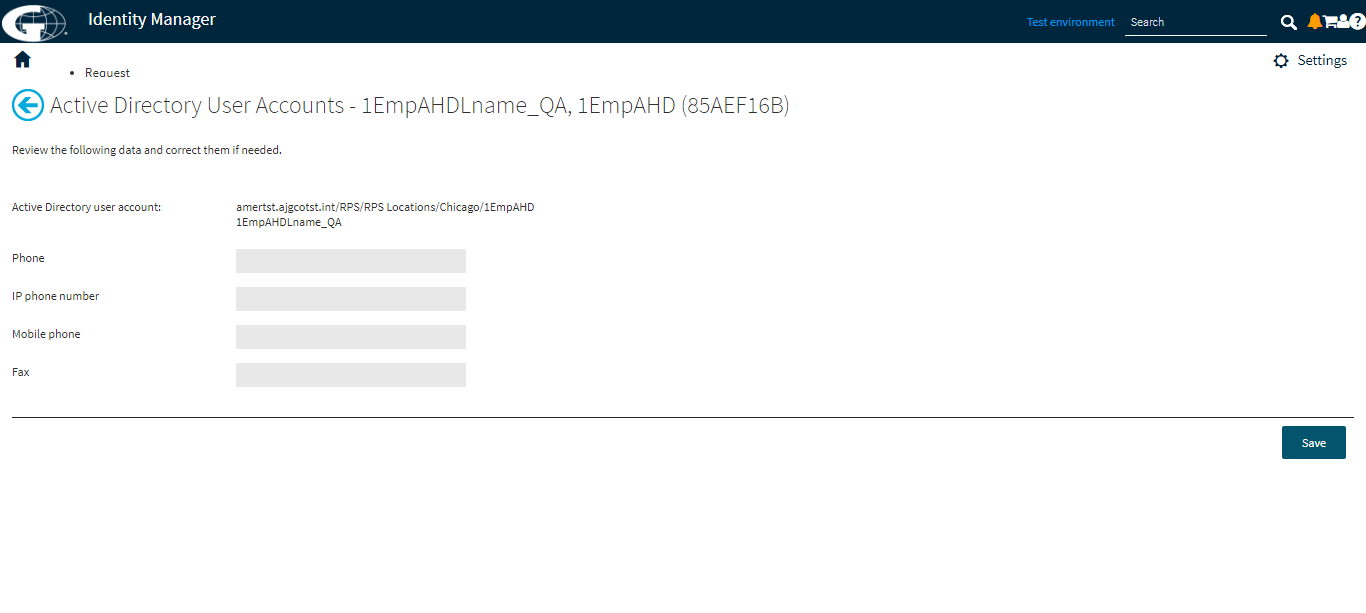 Identity Manager
Test environment
Search
?
Request
Settings
Active Directory User Accounts - 1EmpAHDLname_QA, 1EmpAHD (85AEF16B)
Review the following data and correct them if needed.
Active Directory user account:
amertst.ajgcotst.int/RPS/RPS Locations/Chicago/1EmpAHD
1EmpAHDLname_QA
Phone
IP phone number
Mobile phone
Fax
Save